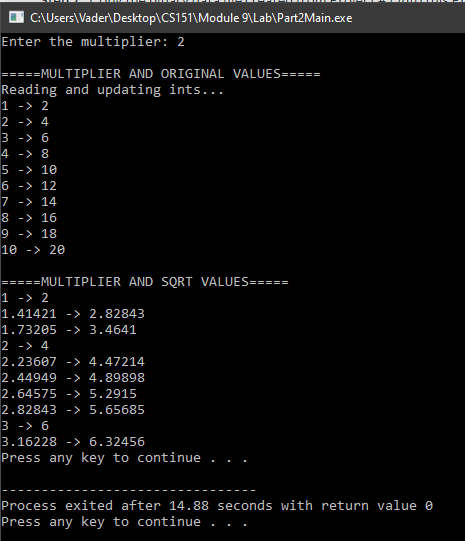 C:\Users\Vader\Desktop\CS151\Module 9\Lab\Part2Main.exe
Enter the multiplier: 2
=====MULTIPLIER AND ORIGINAL VALUES=====
Reading and updating ints...
1 -> 2
2 -> 4
3 -> 6
4 -> 8
5 -> 10
6 -> 12
7 -> 14
8 -> 16
9 -> 18
10 -> 20
=====MULTIPLIER AND SQRT VALUES=====
1 -> 2
1.41421 -> 2.82843
1.73205 -> 3.4641
2 -> 4
2.23607 -> 4.47214
2.44949 -> 4.89898
2.64575 -> 5.2915
2.82843 -> 5.65685
3 -> 6
3.16228 -> 6.32456
Press any key to continue . . .
--------------------------------
Process exited after 14.88 seconds with return value 0
Press any key to continue . . .